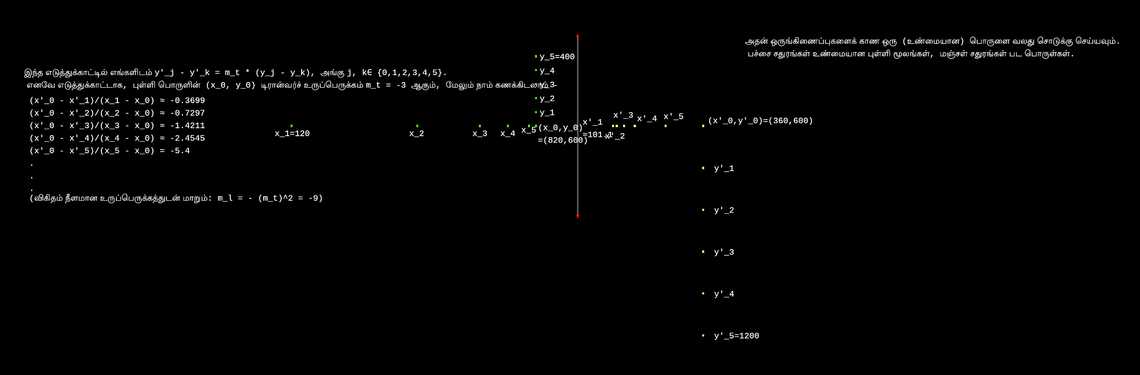 அதன் ஒருங்கிணைப்புகளைக் காண ஒரு (உண்மையான) பொருளை வலது சொடுக்கு செய்யவும்.
பச்சை சதுரங்கள் உண்மையான புள்ளி மூலங்கள், மஞ்சள் சதுரங்கள் பட பொருள்கள்.
இந்த எடுத்துக்காட்டில் எங்களிடம் y'_j - y'_k = m_t * (y_j - y_k), அங்கு j, k∈ {0,1,2,3,4,5}.
எனவே எடுத்துக்காட்டாக, புள்ளி பொருளின் (x_0, y_0) டிரான்வர்ச் உருப்பெருக்கம் m_t = -3 ஆகும், மேலும் நாம் கணக்கிடலாம்
(x'_0 - x'_1)/(x_1 - x_0) = -0.3699
(x'_0 - x'_2)/(x_2 - x_0) = -0.7297
(x'_0 - x'_3)/(x_3 - x_0) = -1.4211
(x'_0 - x'_4)/(x_4 - x_0) = -2.4545
(x'_0 - x'_5)/(x_5 - x_0) = -5.4
.
.
.
(விகிதம் நீளமான உருப்பெருக்கத்துடன் மாறும்: m_l = - (m_t)^2 = -9)
y_5=400
y_4
y_3
y_2
y_1
x_1=120
x_2
x_3
x_4
x_5
(x_0,y_0)
=(820,600)
x'_1
=101.1
x'_2
x'_3
x'_4
x'_5
(x'_0,y'_0)=(360,600)
y'_1
y'_2
y'_3
y'_4
y'_5=1200